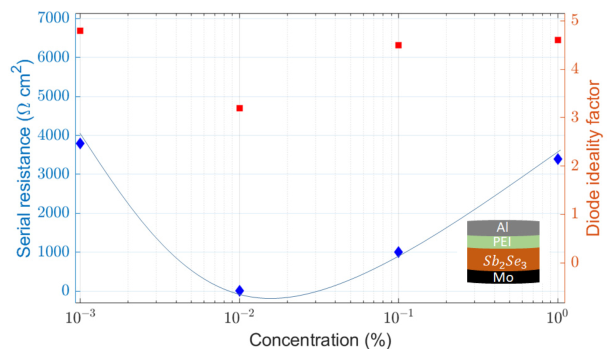 7000
6000
5000
4000
3000
2000
1000
0
Serial resistance (Ω cm²)
5
4
3
2
1
0
Diode ideality factor
Al
PEI
Sb₂Se₃
Mo
10⁻³
10⁻²
10⁻¹
10⁰
Concentration (%)